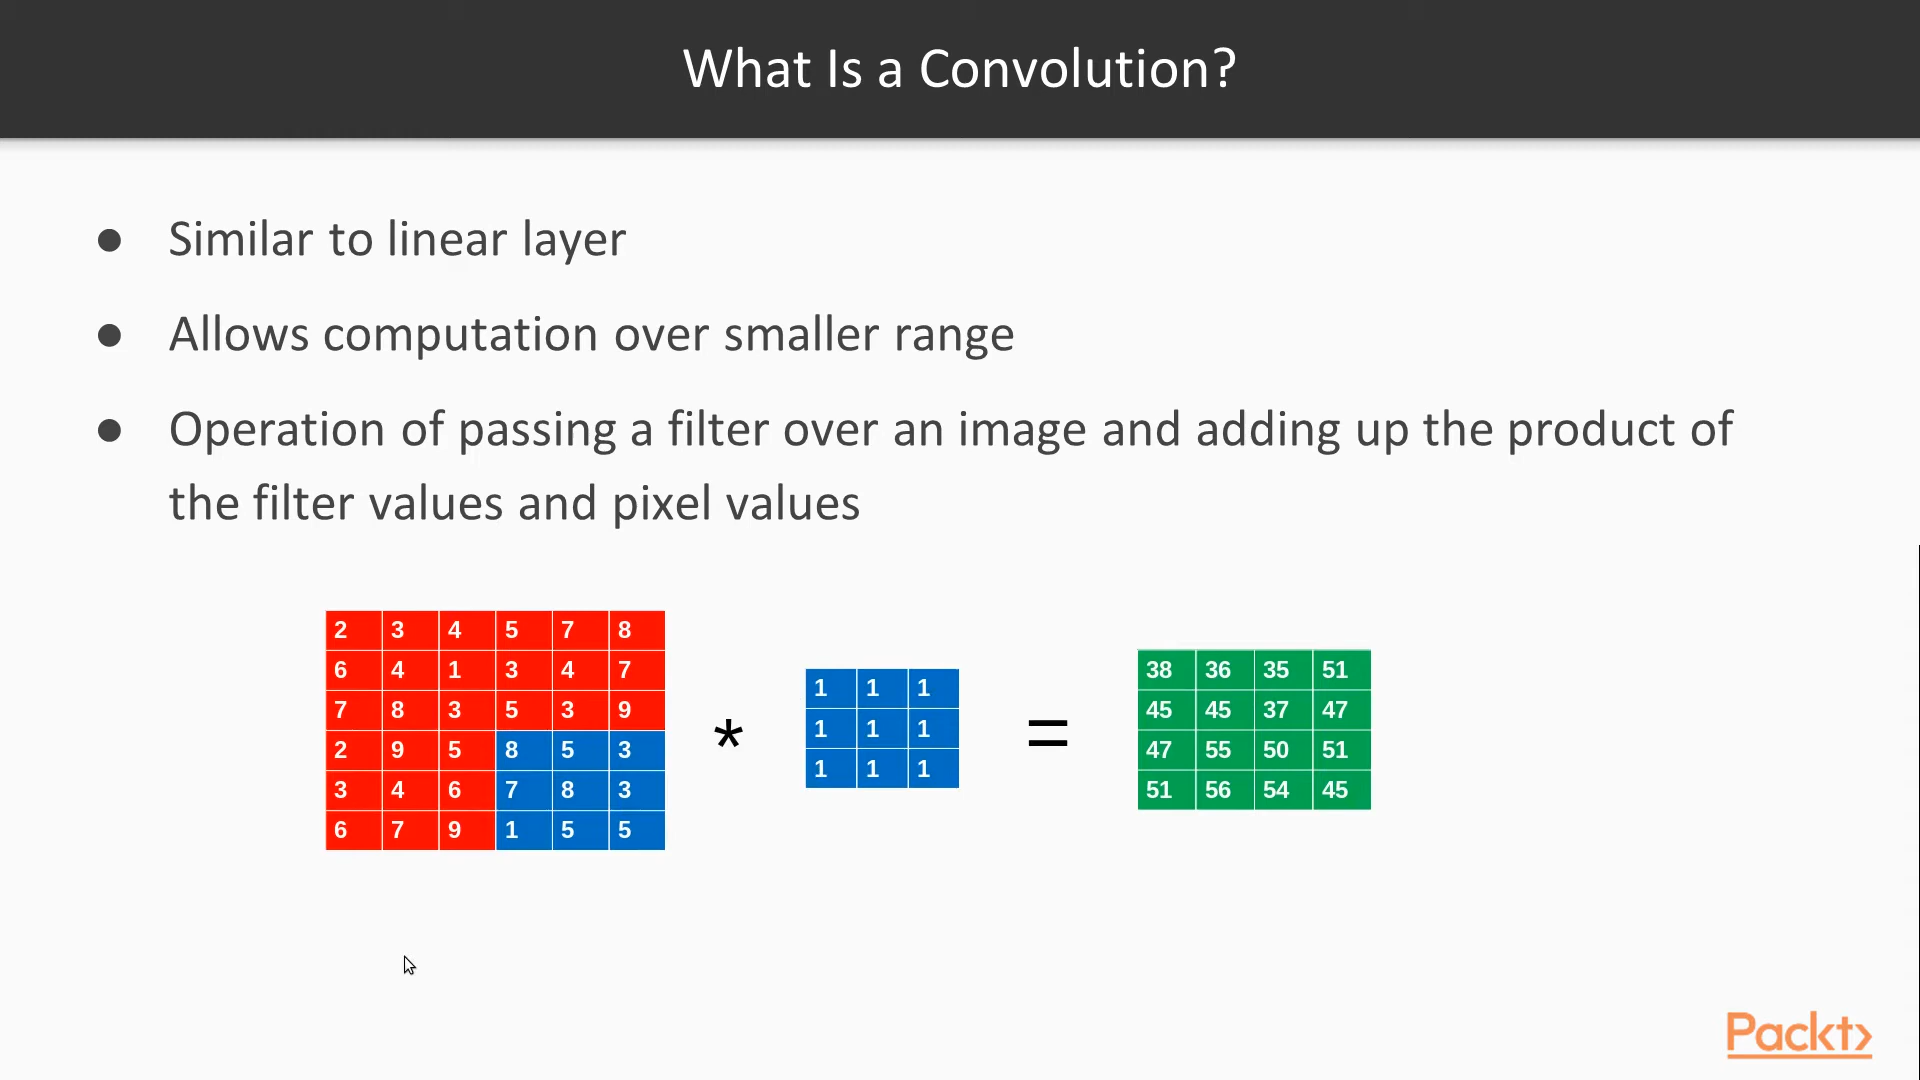 What Is a Convolution?
● Similar to linear layer
● Allows computation over smaller range
● Operation of passing a filter over an image and adding up the product of
the filter values and pixel values
2 3 4 5 7 8
6 4 1 3 4 7
7 8 3 5 3 9
2 9 5 8 5 3
3 4 6 7 8 3
6 7 9 1 5 5
*
1 1 1
1 1 1
1 1 1
=
38 36 35 51
45 45 37 47
47 55 50 51
51 56 54 45
Packt>